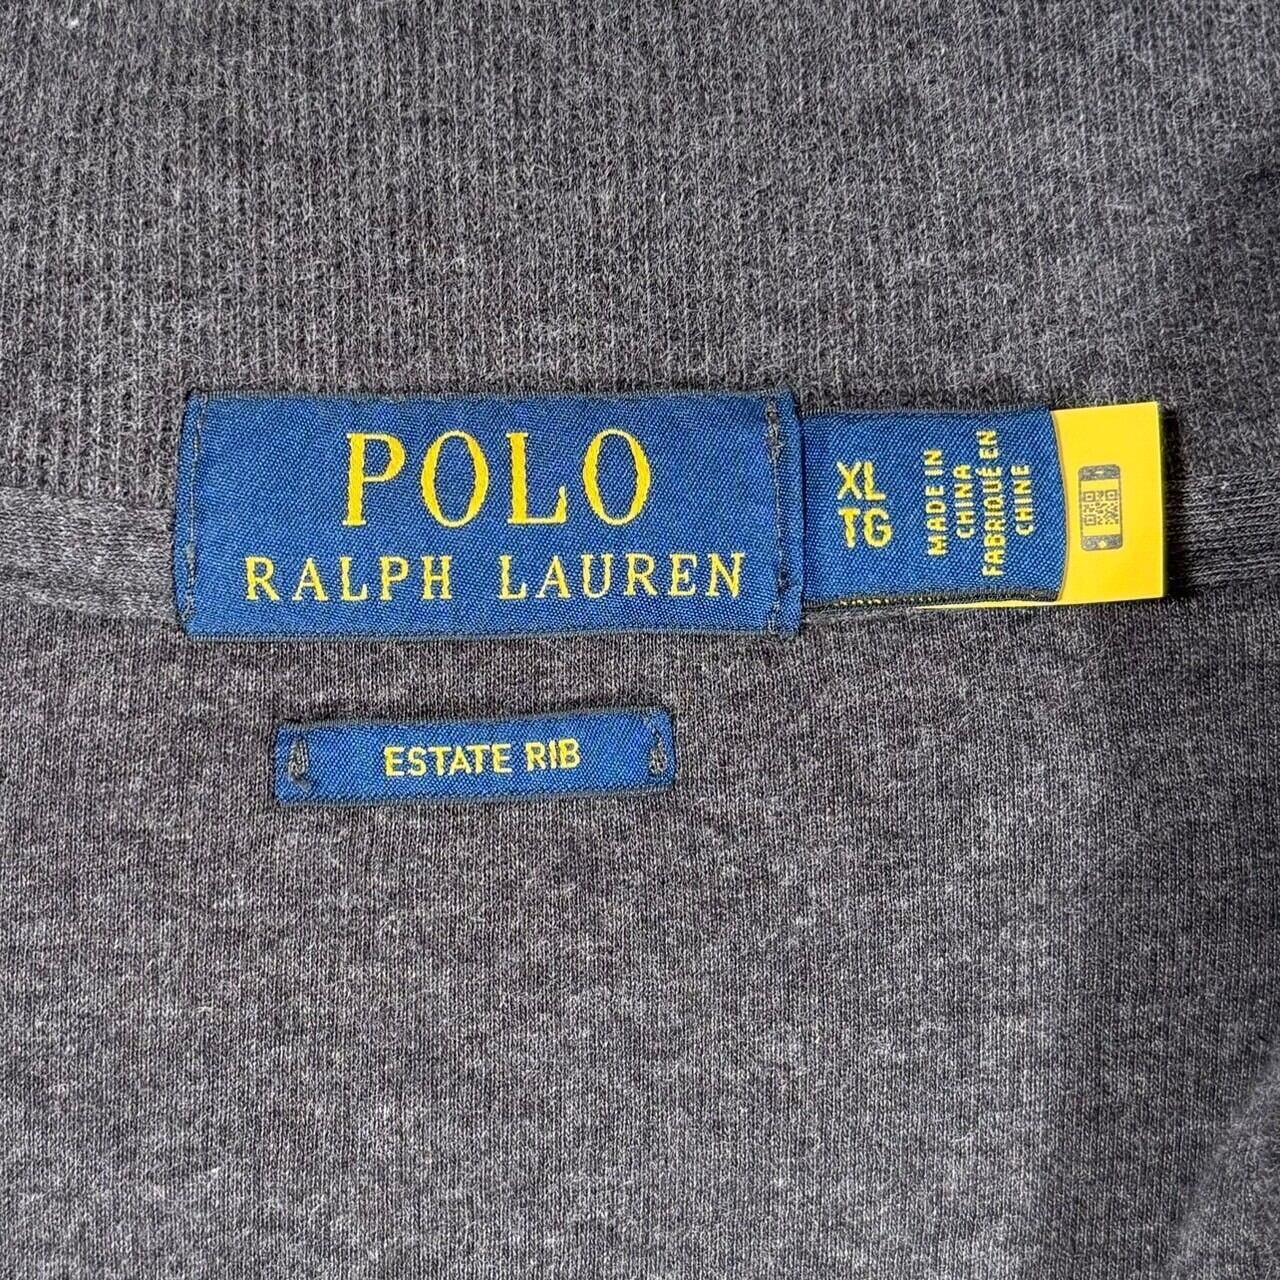 POLO
RALPH LAUREN
XL
TG
MADE IN
CHINA
FABRIQUÉ EN
CHINE
ESTATE RIB